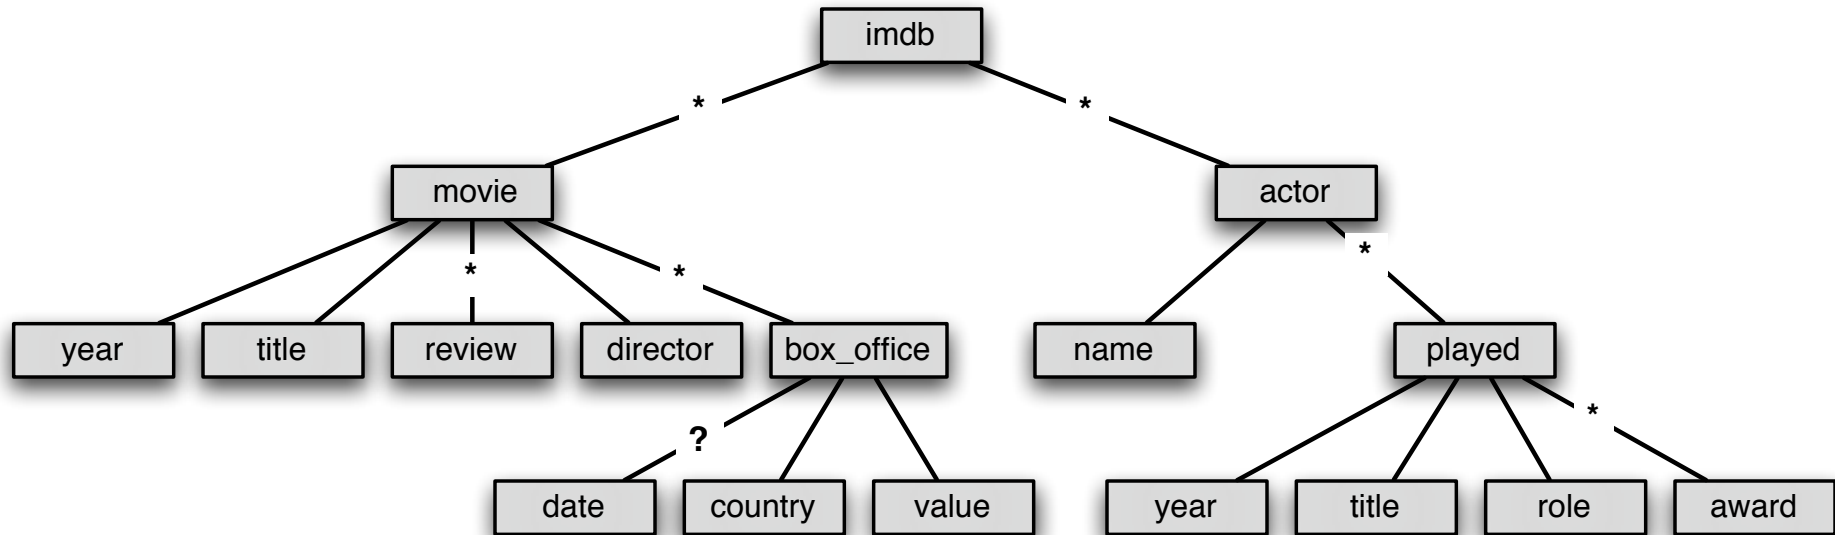 imdb
* *
movie actor
* * *
year title review director box_office name played
? *
date country value year title role award